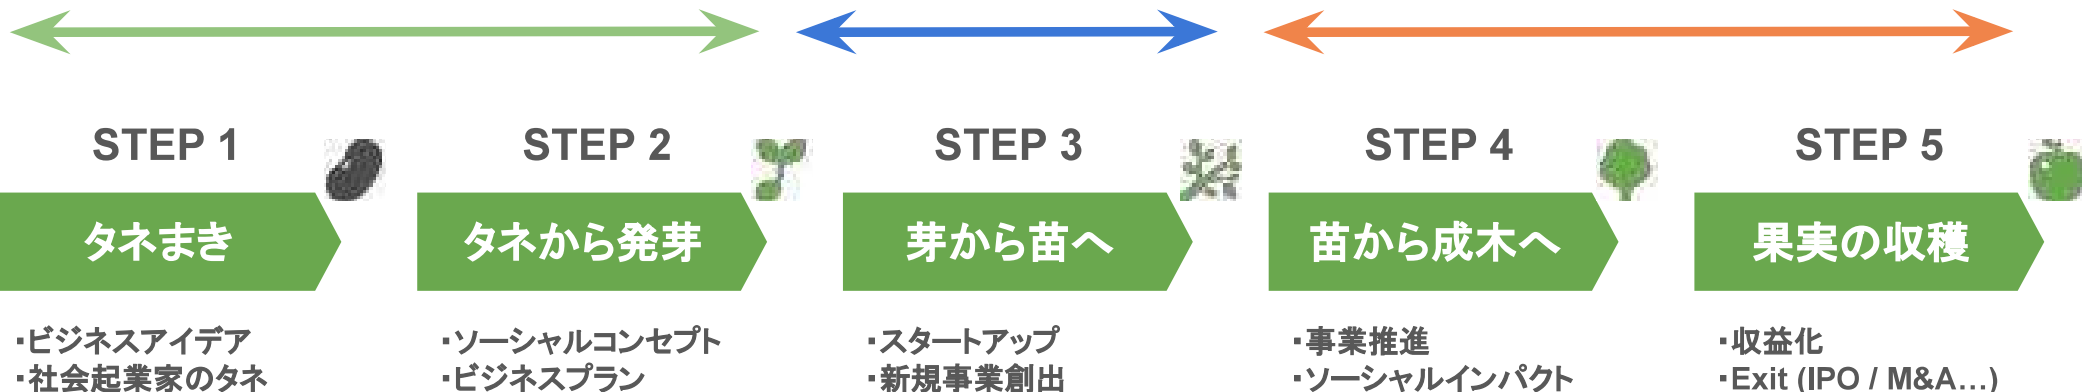 STEP 1
STEP 2
STEP 3
STEP 4
STEP 5
タネまき
タネから発芽
芽から苗へ
苗から成木へ
果実の収穫
・ビジネスアイデア
・社会起業家のタネ
・ソーシャルコンセプト
・ビジネスプラン
・スタートアップ
・新規事業創出
・事業推進
・ソーシャルインパクト
・収益化
・Exit (IPO / M&A…)